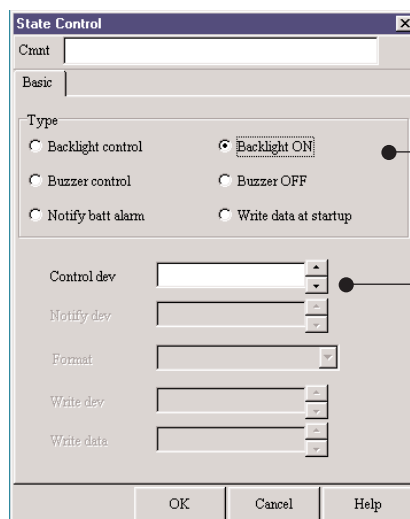 State Control
Cmnt
Basic
Type
Backlight control
Backlight ON
Buzzer control
Buzzer OFF
Notify batt alarm
Write data at startup
Control dev
Notify dev
Format
Write dev
Write data
OK Cancel Help